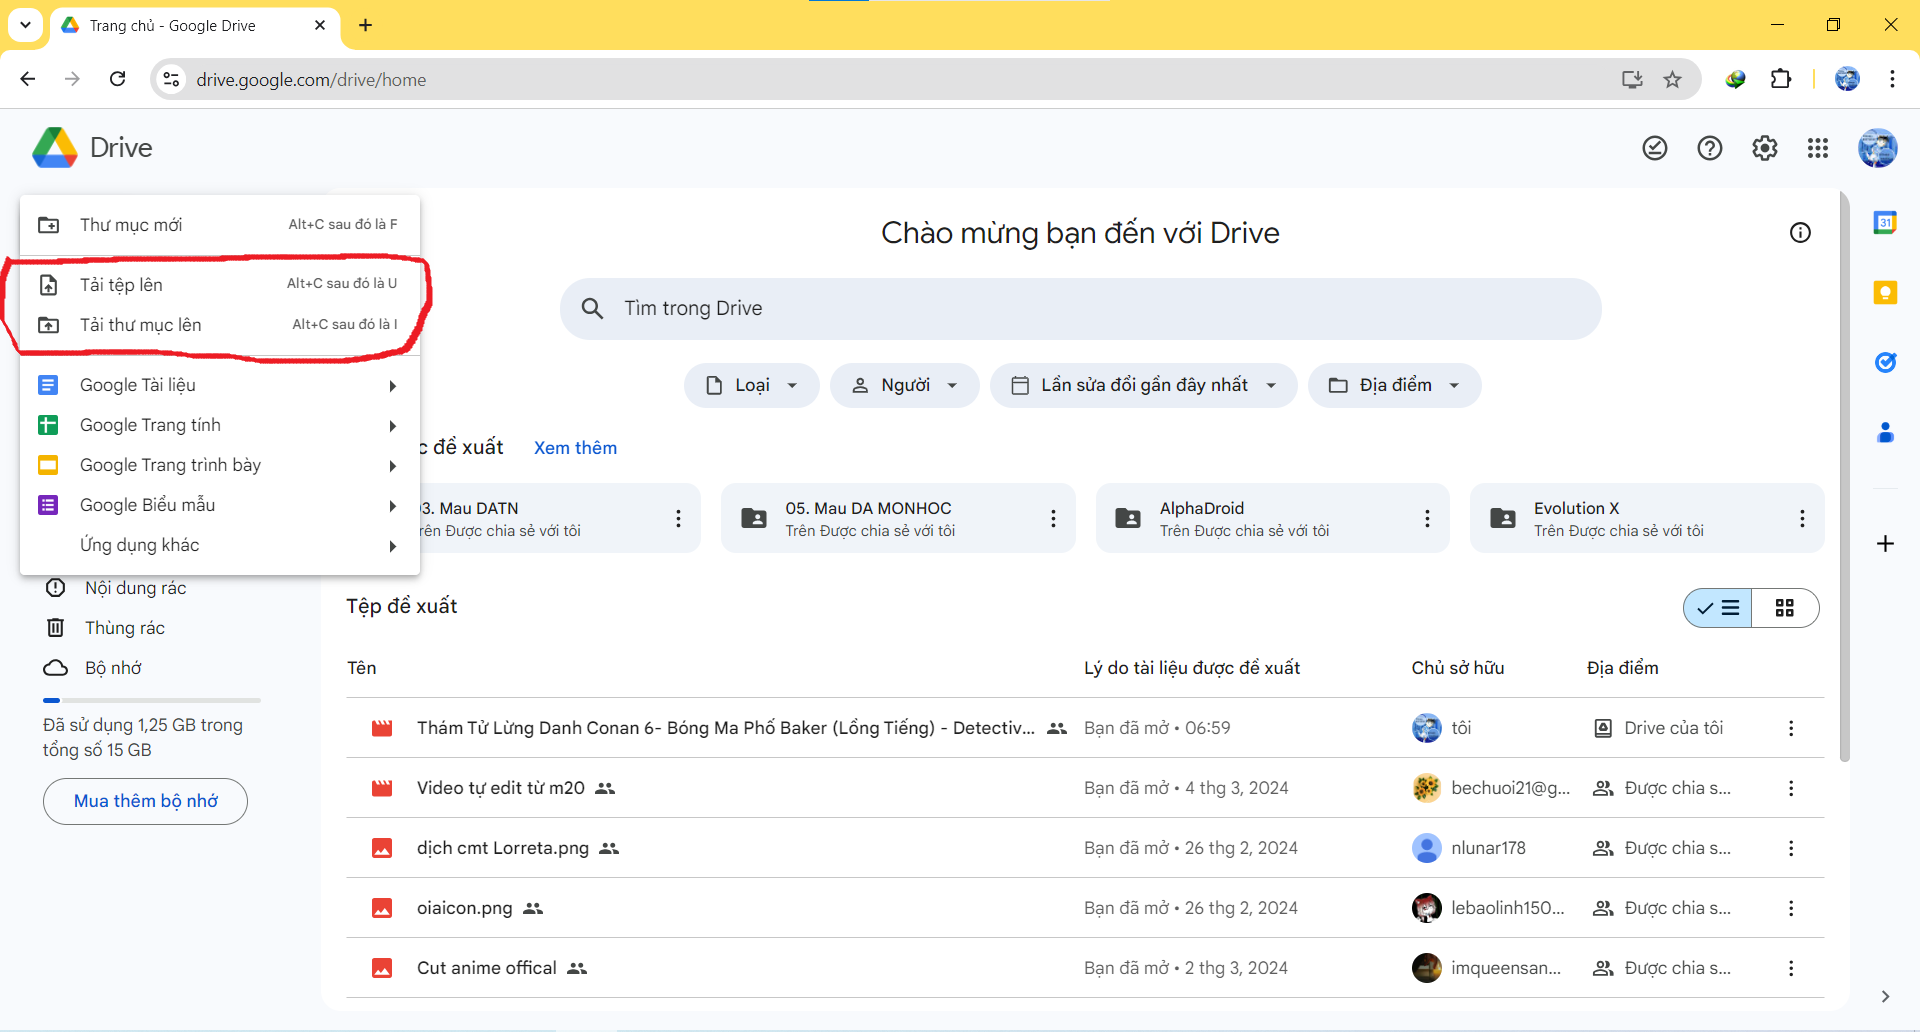 Trang chủ - Google Drive
drive.google.com/drive/home
Drive
Thư mục mới Alt+C sau đó là F
Tải tệp lên Alt+C sau đó là U
Tải thư mục lên Alt+C sau đó là I
Google Tài liệu
Google Trang tính
Google Trang trình bày
Google Biểu mẫu
Ứng dụng khác
Nội dung rác
Thùng rác
Bộ nhớ
Đã sử dụng 1,25 GB trong
tổng số 15 GB
Mua thêm bộ nhớ
Chào mừng bạn đến với Drive
Tìm trong Drive
Loại Người Lần sửa đổi gần đây nhất Địa điểm
đề xuất Xem thêm
3. Mau DATN 05. Mau DA MONHOC AlphaDroid Evolution X
rên Được chia sẻ với tôi Trên Được chia sẻ với tôi Trên Được chia sẻ với tôi Trên Được chia sẻ với tôi
Tệp đề xuất
Tên Lý do tài liệu được đề xuất Chủ sở hữu Địa điểm
Thám Tử Lừng Danh Conan 6- Bóng Ma Phố Baker (Lồng Tiếng) - Detectiv... Bạn đã mở • 06:59 tôi Drive của tôi
Video tự edit từ m20 Bạn đã mở • 4 thg 3, 2024 bechuoi21@g... Được chia s...
dịch cmt Lorreta.png Bạn đã mở • 26 thg 2, 2024 nlunar178 Được chia s...
oiaicon.png Bạn đã mở • 26 thg 2, 2024 lebaolinh150... Được chia s...
Cut anime offical Bạn đã mở • 2 thg 3, 2024 imqueensan... Được chia s...
31